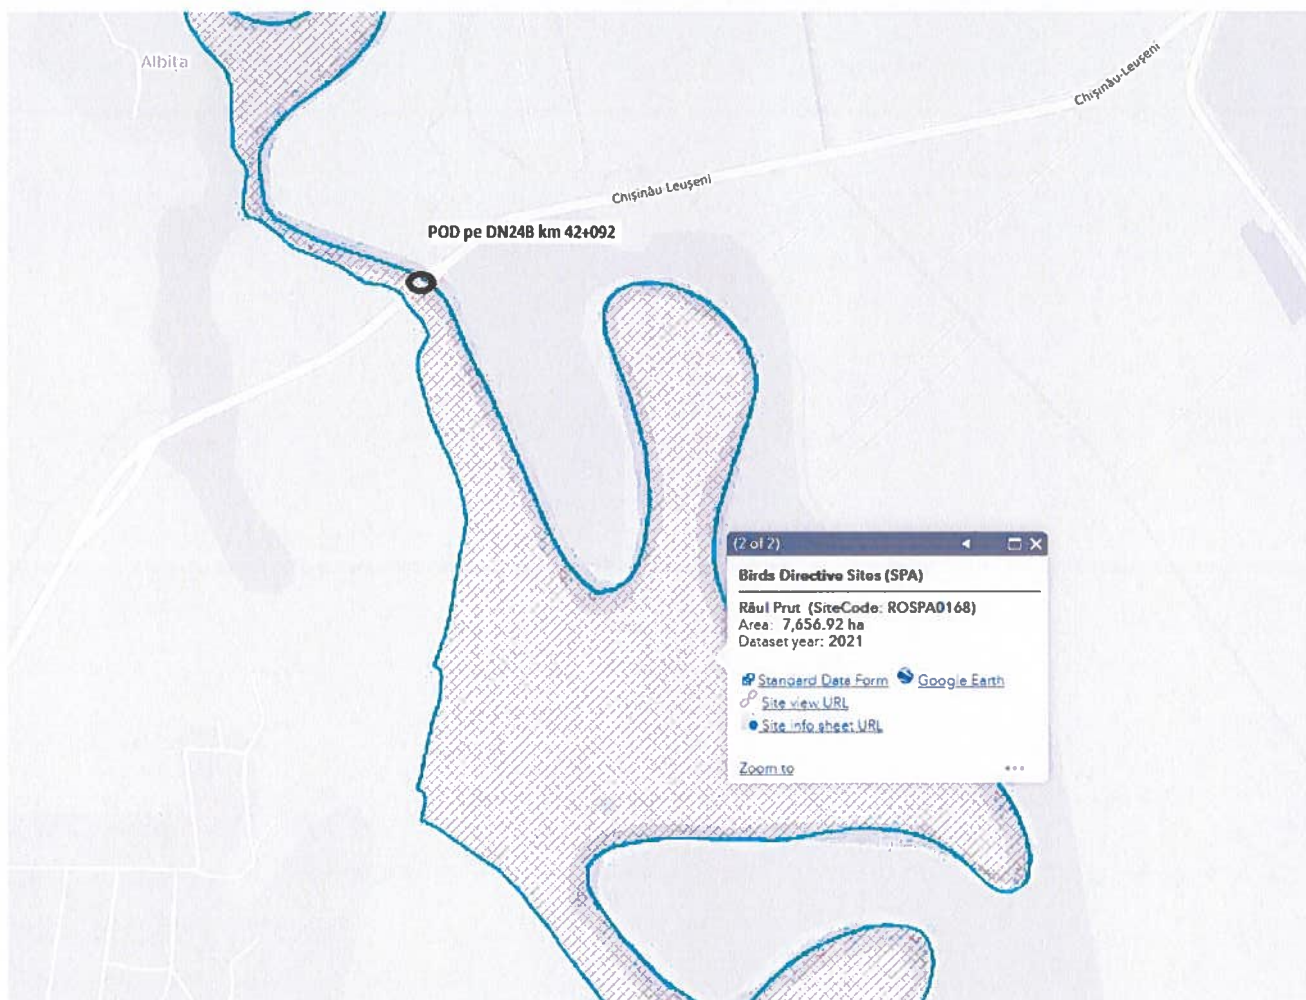 Albița
Chișinău-Leușeni
Chișinău Leușeni
POD pe DN24B km 42+092
(2 of 2)
Birds Directive Sites (SPA)
Râul Prut (SiteCode: ROSPA0168)
Area: 7,656.92 ha
Dataset year: 2021
Standard Data Form Google Earth
Site view URL
Site info sheet URL
Zoom to